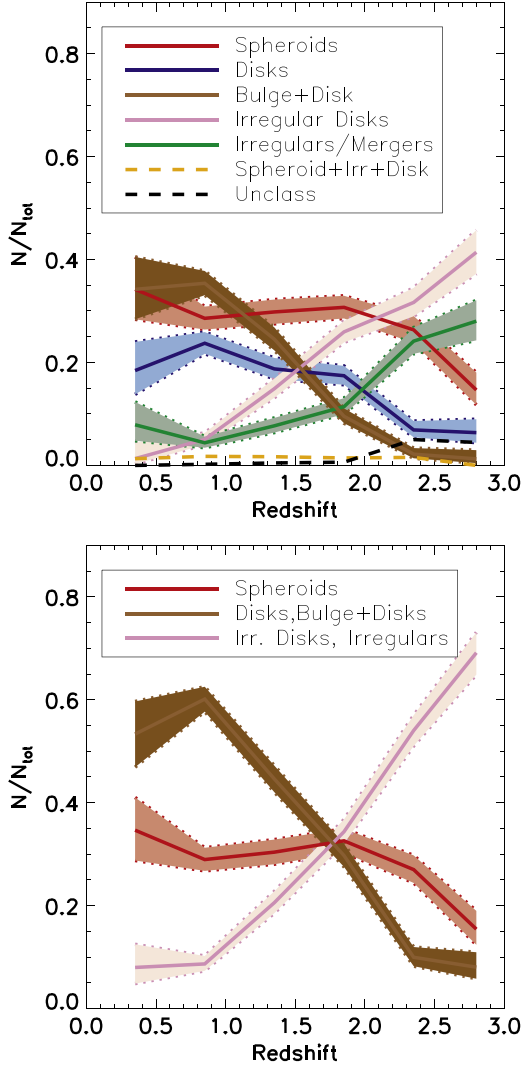 0.8
0.6
0.4
0.2
0.0
N/Ntot
Spheroids
Disks
Bulge+Disk
Irregular Disks
Irregulars/Mergers
Spheroid+Irr+Disk
Unclass
0.0 0.5 1.0 1.5 2.0 2.5 3.0
Redshift
0.8
0.6
0.4
0.2
0.0
N/Ntot
Spheroids
Disks,Bulge+Disks
Irr. Disks, Irregulars
0.0 0.5 1.0 1.5 2.0 2.5 3.0
Redshift